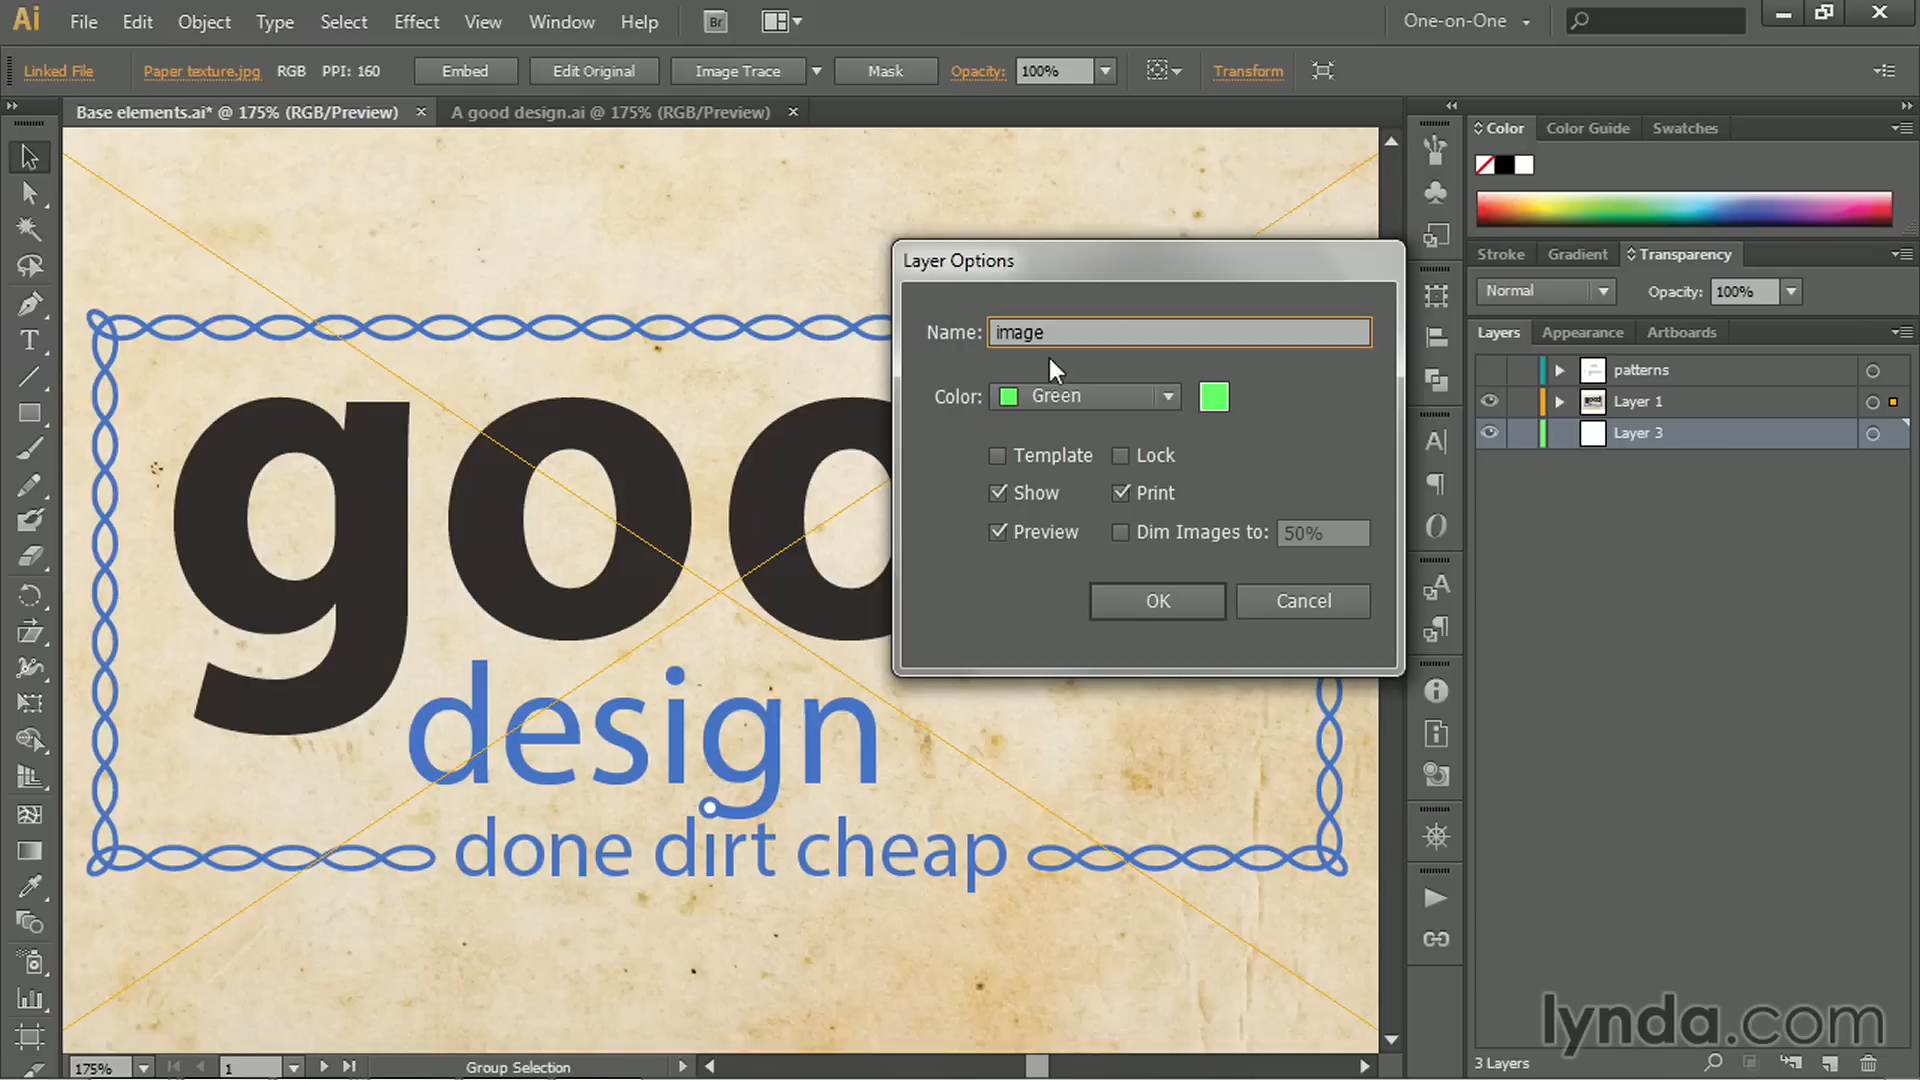 Ai File Edit Object Type Select Effect View Window Help Br One-on-One
Linked File Paper texture.jpg RGB PPI: 160 Embed Edit Original Image Trace Mask Opacity: 100% Transform
Base elements.ai* @ 175% (RGB/Preview) × A good design.ai @ 175% (RGB/Preview) ×
Color Color Guide Swatches
Stroke Gradient Transparency
Normal Opacity: 100%
Layers Appearance Artboards
patterns
Layer 1
Layer 3
Layer Options
Name: image
Color: Green
Template Lock
Show Print
Preview Dim Images to: 50%
OK Cancel
goo
design
done dirt cheap
lynda.com
175% 1 Group Selection
3 Layers